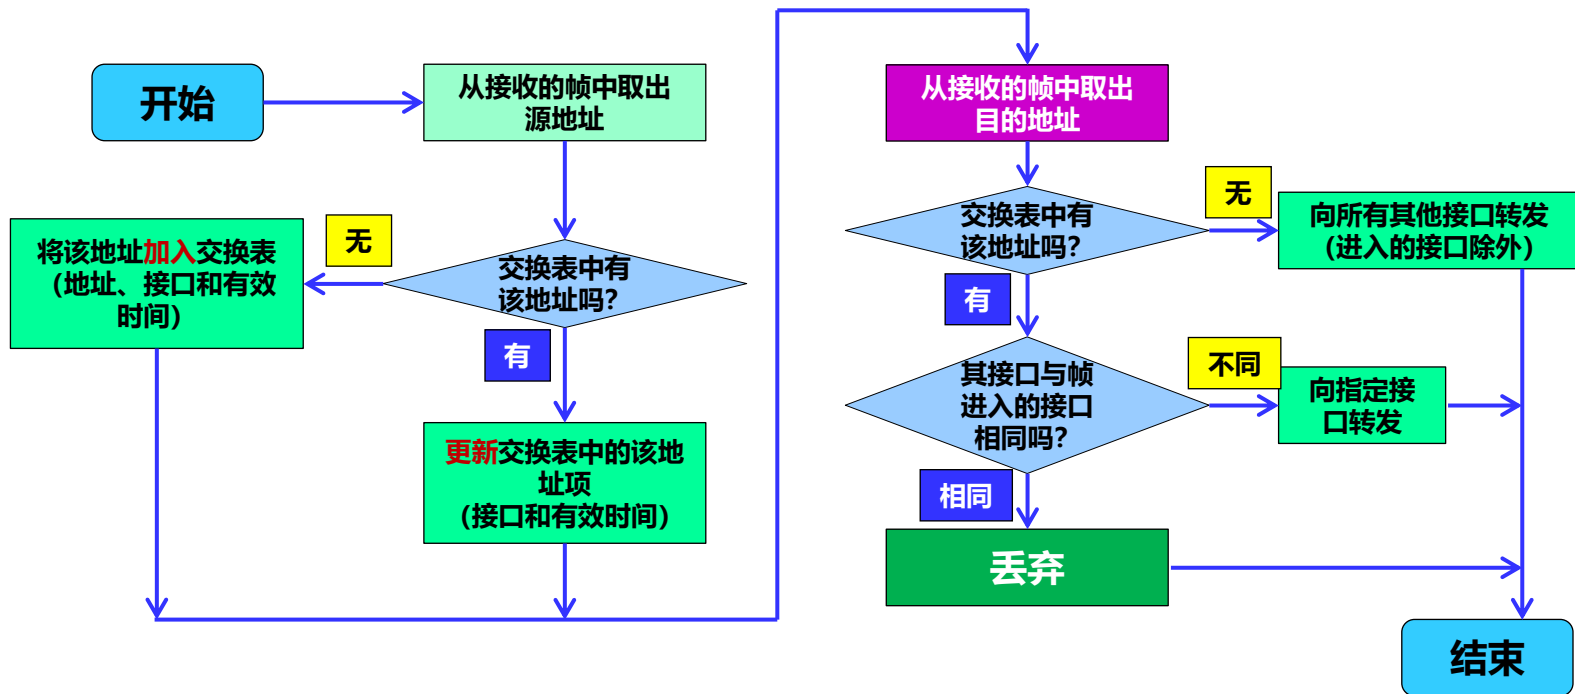 开始
从接收的帧中取出
源地址
交换表中有
该地址吗？
无
将该地址加入交换表
（地址、接口和有效
时间）
有
更新交换表中的该地
址项
（接口和有效时间）
从接收的帧中取出
目的地址
交换表中有
该地址吗？
无
向所有其他接口转发
（进入的接口除外）
有
其接口与帧
进入的接口
相同吗？
不同
向指定接
口转发
相同
丢弃
结束